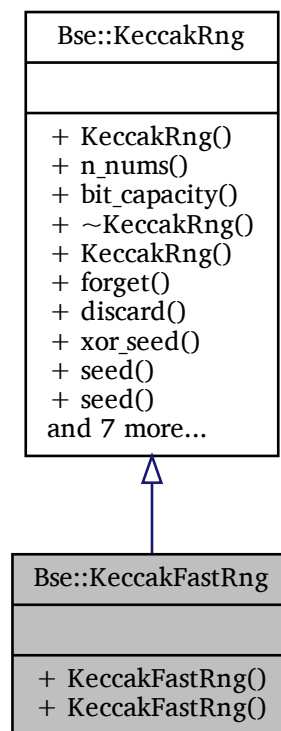 Bse::KeccakRng
+ KeccakRng()
+ n_nums()
+ bit_capacity()
+ ~KeccakRng()
+ KeccakRng()
+ forget()
+ discard()
+ xor_seed()
+ seed()
+ seed()
and 7 more...
Bse::KeccakFastRng
+ KeccakFastRng()
+ KeccakFastRng()